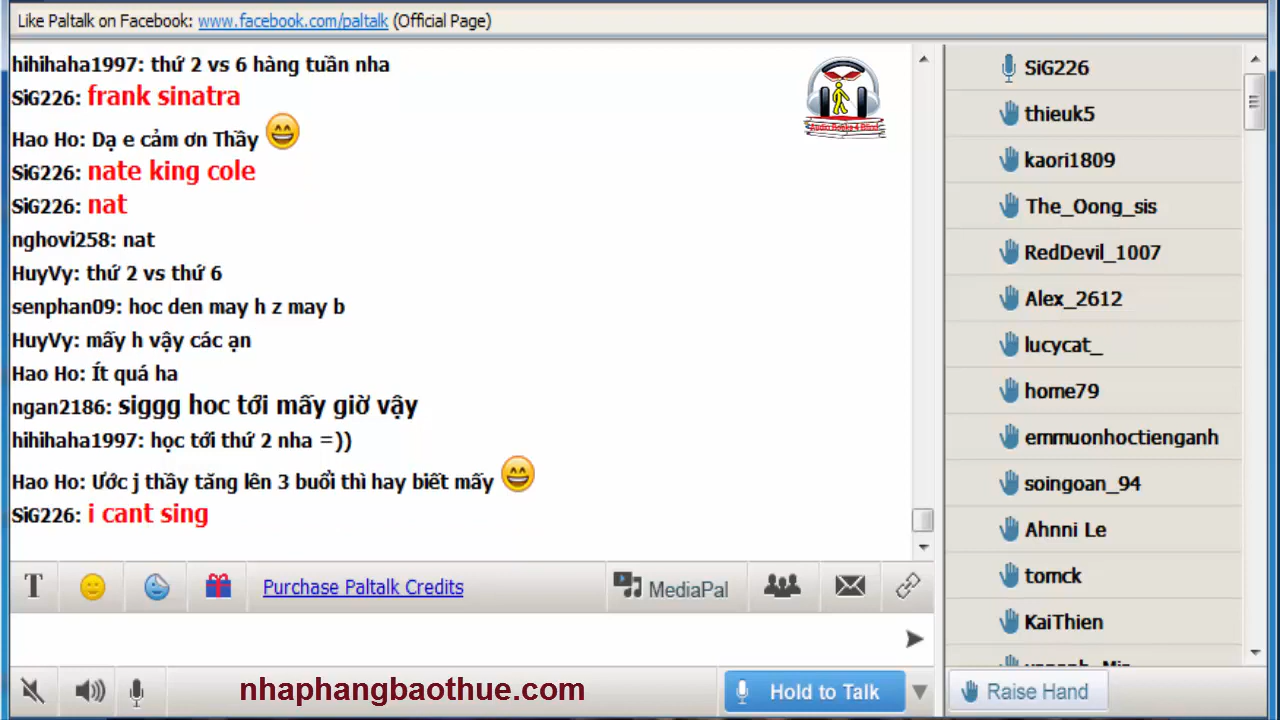 Like Paltalk on Facebook: www.facebook.com/paltalk (Official Page)
hihihaha1997: thứ 2 vs 6 hàng tuần nha
SiG226: frank sinatra
Hao Ho: Dạ e cảm ơn Thầy
SiG226: nate king cole
SiG226: nat
nghovi258: nat
HuyVy: thứ 2 vs thứ 6
senphan09: hoc den may h z may b
HuyVy: mấy h vậy các ạn
Hao Ho: Ít quá ha
ngan2186: siggg hoc tới mấy giờ vậy
hihihaha1997: học tới thứ 2 nha =))
Hao Ho: Ước j thầy tăng lên 3 buổi thì hay biết mấy
SiG226: i cant sing
Audio Books 4 Blind
T
Purchase Paltalk Credits
MediaPal
nhaphangbaothue.com
Hold to Talk
SiG226
thieuk5
kaori1809
The_Oong_sis
RedDevil_1007
Alex_2612
lucycat_
home79
emmuonhoctienganh
soingoan_94
Ahnni Le
tomck
KaiThien
Raise Hand